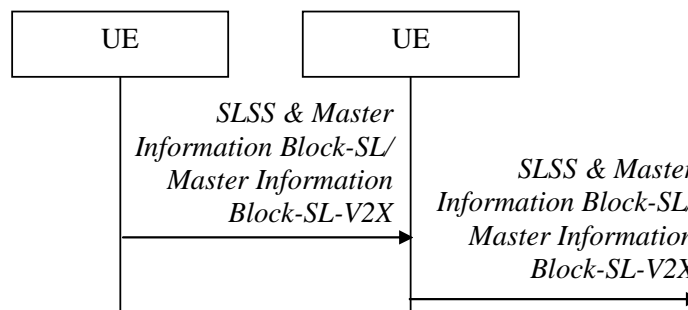 UE
UE
SLSS & Master
Information Block-SL/
Master Information
Block-SL-V2X
SLSS & Master
Information Block-SL/
Master Information
Block-SL-V2X